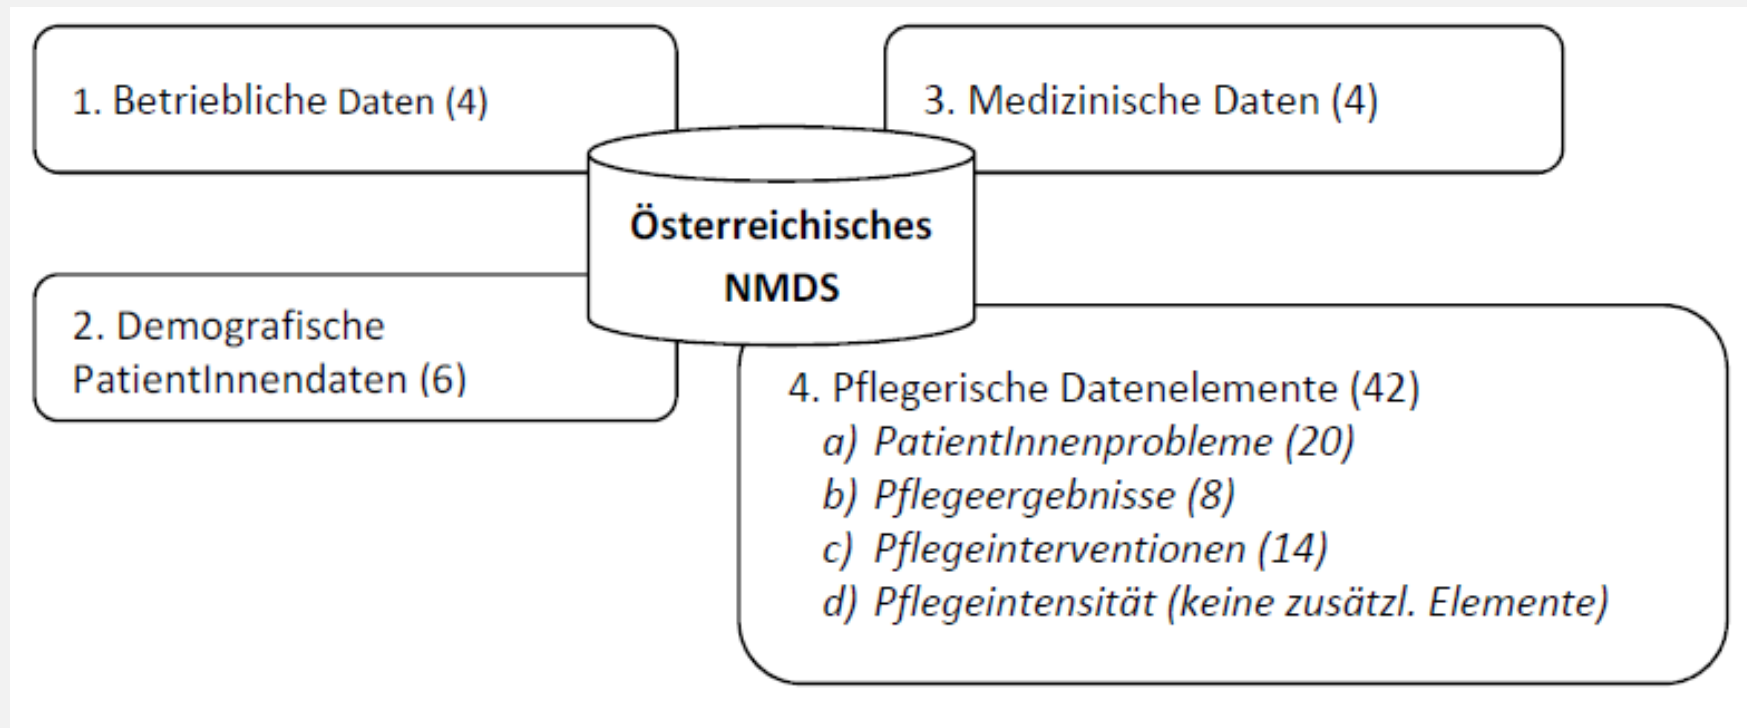 1. Betriebliche Daten (4)
3. Medizinische Daten (4)
Österreichisches
NMDS
2. Demografische
PatientInnendaten (6)
4. Pflegerische Datenelemente (42)
a) PatientInnenprobleme (20)
b) Pflegeergebnisse (8)
c) Pflegeinterventionen (14)
d) Pflegeintensität (keine zusätzl. Elemente)